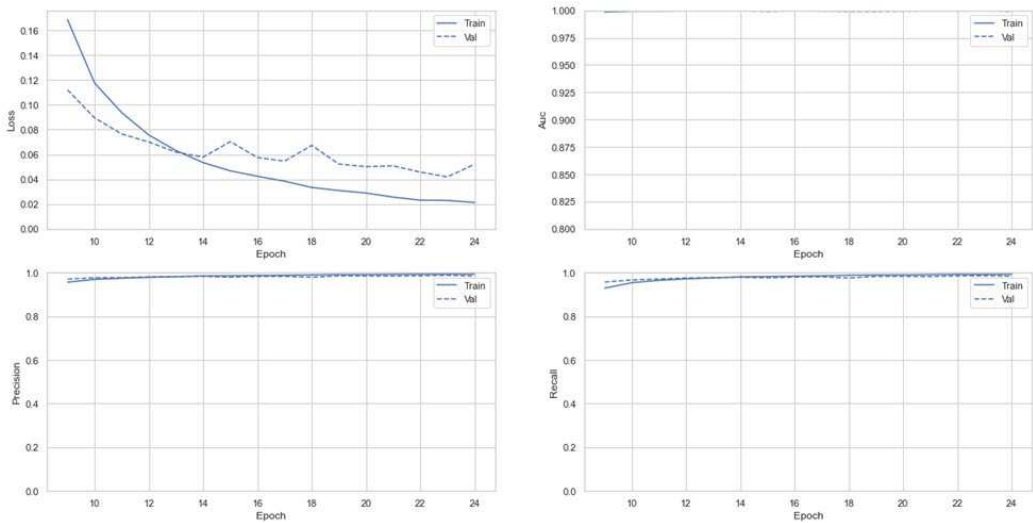 0.16
0.14
0.12
0.10
0.08
0.06
0.04
0.02
0.00
Loss
Train
Val
10 12 14 16 18 20 22 24
Epoch
1.000
0.975
0.950
0.925
0.900
0.875
0.850
0.825
0.800
Auc
Train
Val
10 12 14 16 18 20 22 24
Epoch
1.0
0.8
0.6
0.4
0.2
0.0
Precision
Train
Val
10 12 14 16 18 20 22 24
Epoch
1.0
0.8
0.6
0.4
0.2
0.0
Recall
Train
Val
10 12 14 16 18 20 22 24
Epoch